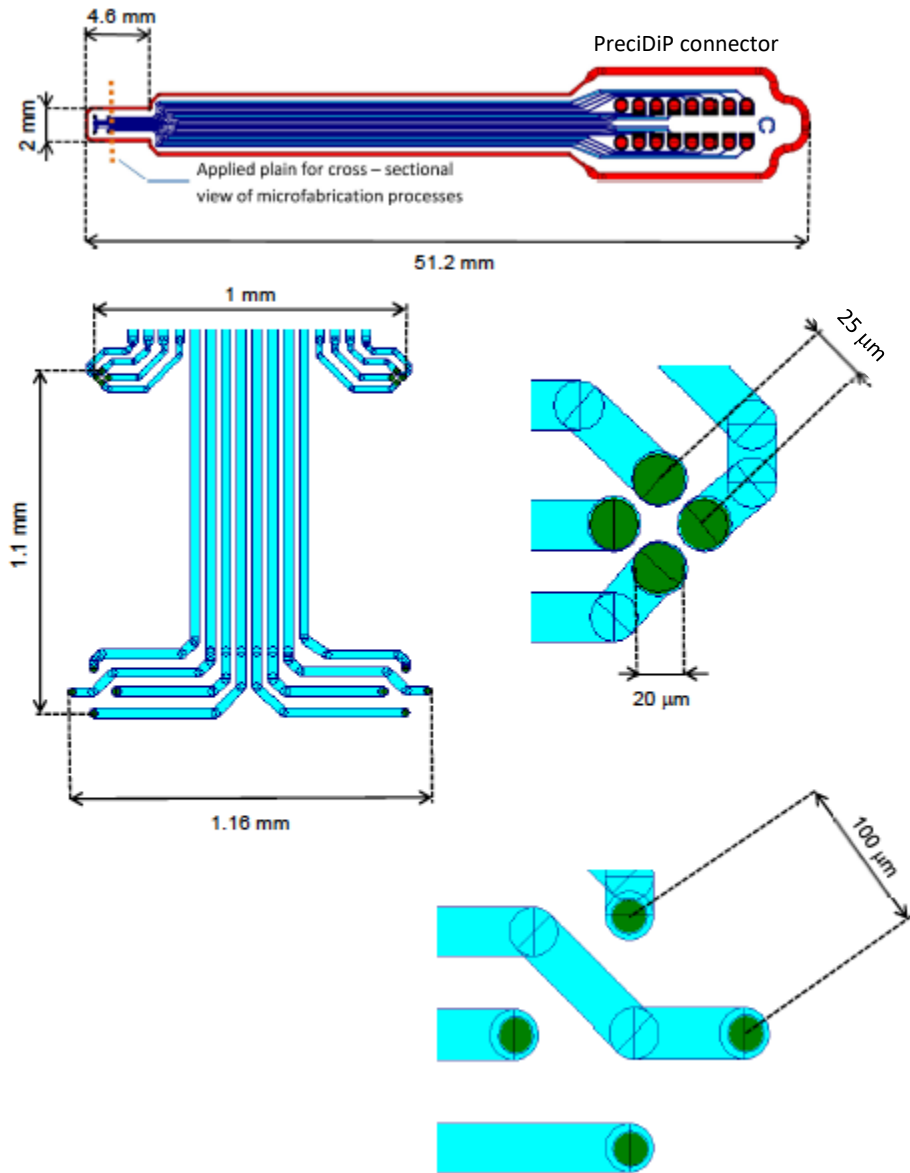 4.6 mm
PreciDiP connector
2 mm
C
Applied plain for cross – sectional
view of microfabrication processes
51.2 mm
1 mm
25 µm
1.1 mm
20 µm
1.16 mm
100 µm